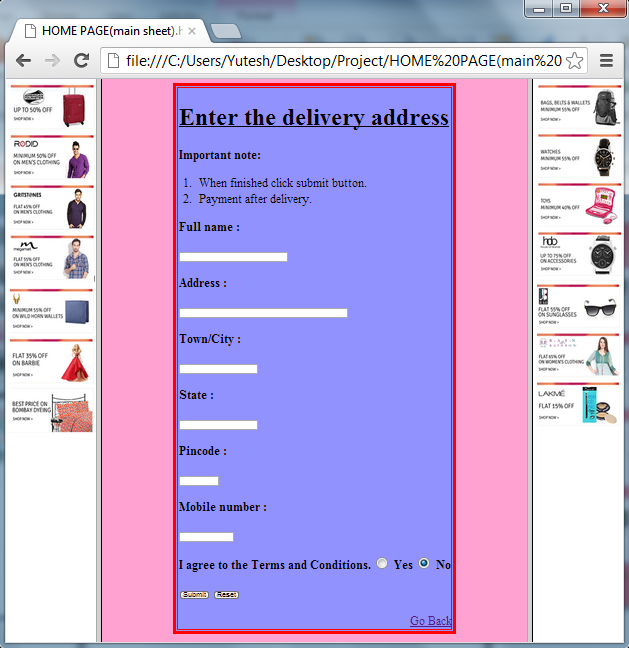 HOME PAGE(main sheet).h
file:///C:/Users/Yutesh/Desktop/Project/HOME%20PAGE(main%20
UP TO 50% OFF
SHOP NOW >
RODID
MINIMUM 50% OFF
ON MEN'S CLOTHING
SHOP NOW >
GRITSTONES
FLAT 65% OFF
ON MEN'S CLOTHING
SHOP NOW >
megamart
FLAT 55% OFF
ON MEN'S CLOTHING
SHOP NOW >
MINIMUM 55% OFF
ON WILD HORN WALLETS
SHOP NOW >
FLAT 35% OFF
ON BARBIE
SHOP NOW >
BEST PRICE ON
BOMBAY DYEING
SHOP NOW >
Enter the delivery address
Important note:
1. When finished click submit button.
2. Payment after delivery.
Full name :
Address :
Town/City :
State :
Pincode :
Mobile number :
I agree to the Terms and Conditions. Yes No
Submit Reset
Go Back
BAGS, BELTS & WALLETS
MINIMUM 55% OFF
SHOP NOW >
WATCHES
MINIMUM 55% OFF
SHOP NOW >
TOYS
MINIMUM 40% OFF
SHOP NOW >
UP TO 75% OFF
ON ACCESSORIES
SHOP NOW >
FLAT 55% OFF
ON SUNGLASSES
SHOP NOW >
FLAT 65% OFF
ON WOMEN'S CLOTHING
SHOP NOW >
LAKMÉ
FLAT 15% OFF
SHOP NOW >